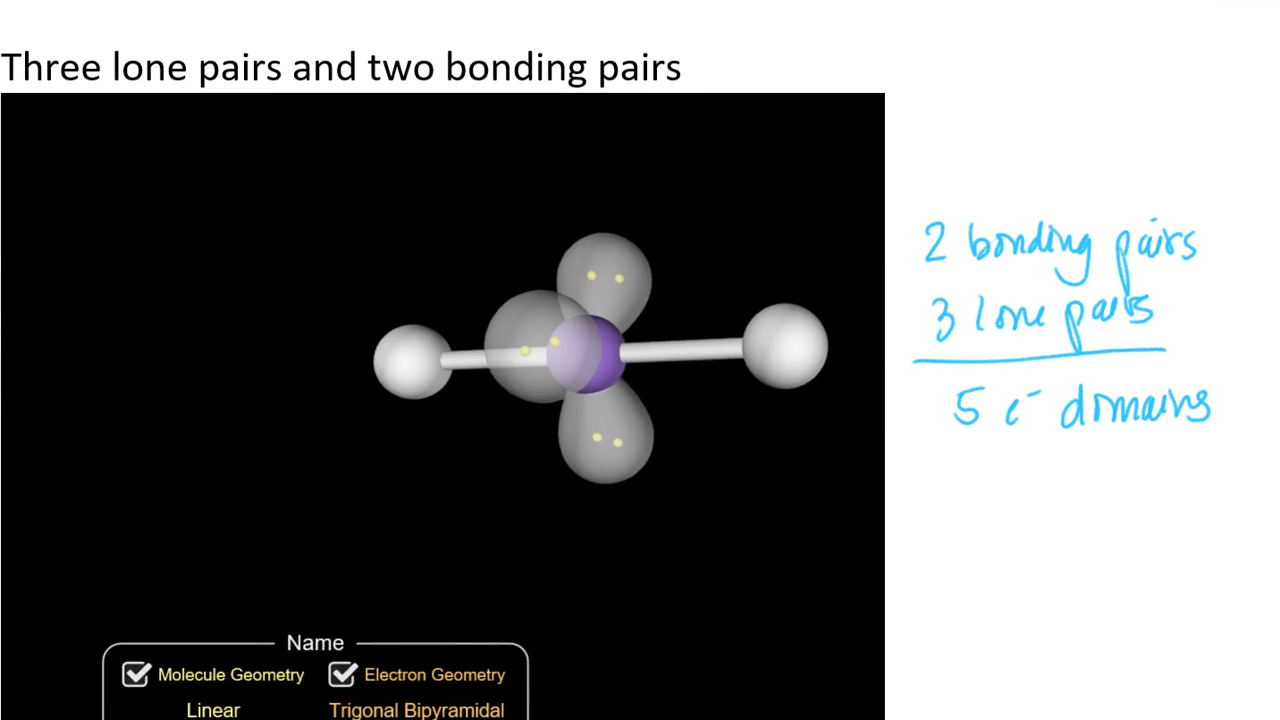 Three lone pairs and two bonding pairs
2 bonding pairs
3 lone pairs
5 e⁻ domains
Name
Molecule Geometry Electron Geometry
Linear Trigonal Bipyramidal